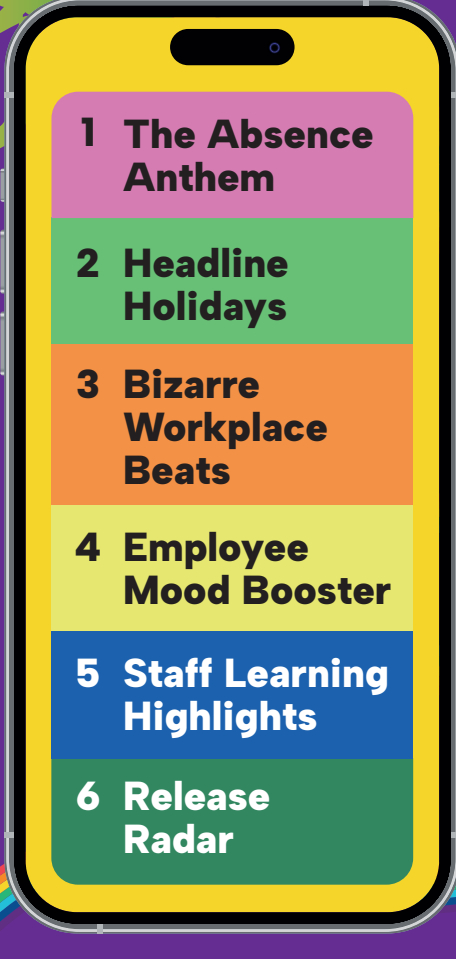 1 The Absence
Anthem
2 Headline
Holidays
3 Bizarre
Workplace
Beats
4 Employee
Mood Booster
5 Staff Learning
Highlights
6 Release
Radar